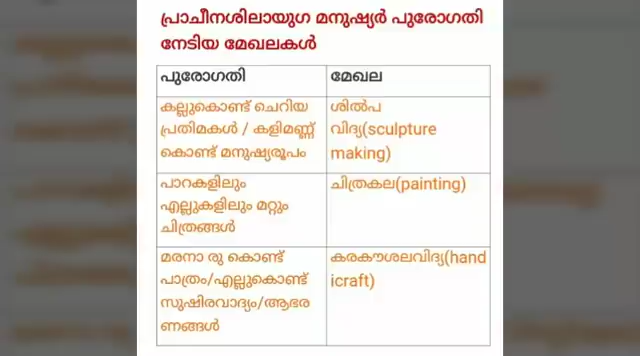 പ്രാചീനശിലായുഗ മനുഷ്യർ പുരോഗതി
നേടിയ മേഖലകൾ
പുരോഗതി
മേഖല
കല്ലുകൊണ്ട് ചെറിയ
പ്രതിമകൾ / കളിമണ്ണ്
കൊണ്ട് മനുഷ്യരൂപം
ശിൽപ
വിദ്യ(sculpture
making)
പാറകളിലും
എല്ലുകളിലും മറ്റും
ചിത്രങ്ങൾ
ചിത്രകല(painting)
മരനാ രു കൊണ്ട്
പാത്രം/എല്ലുകൊണ്ട്
സുഷിരവാദ്യം/ആഭര
ണങ്ങൾ
കരകൗശലവിദ്യ(hand
icraft)